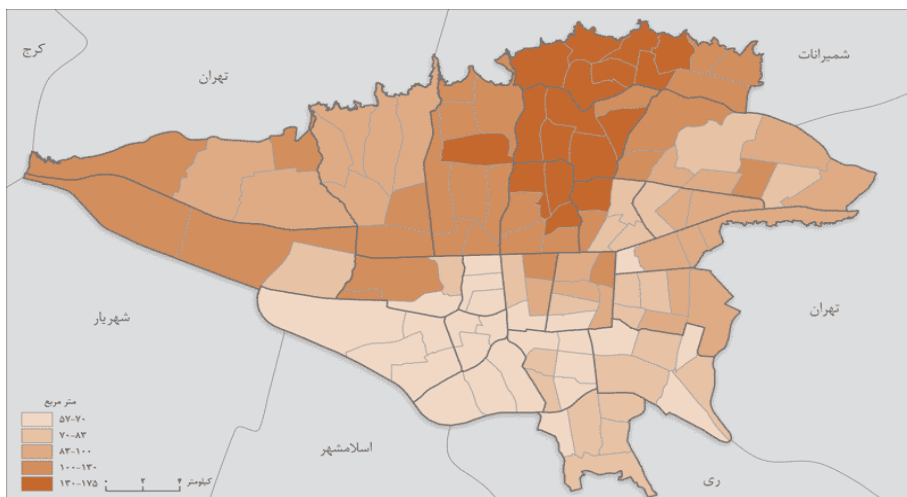 کرج
تهران
شمیرانات
تهران
شهریار
اسلامشهر
ری
متر مربع
۵۷-۷۰
۷۰-۸۳
۸۳-۱۰۰
۱۰۰-۱۳۰
۱۳۰-۱۷۵
۰ ۲ ۴ کیلومتر